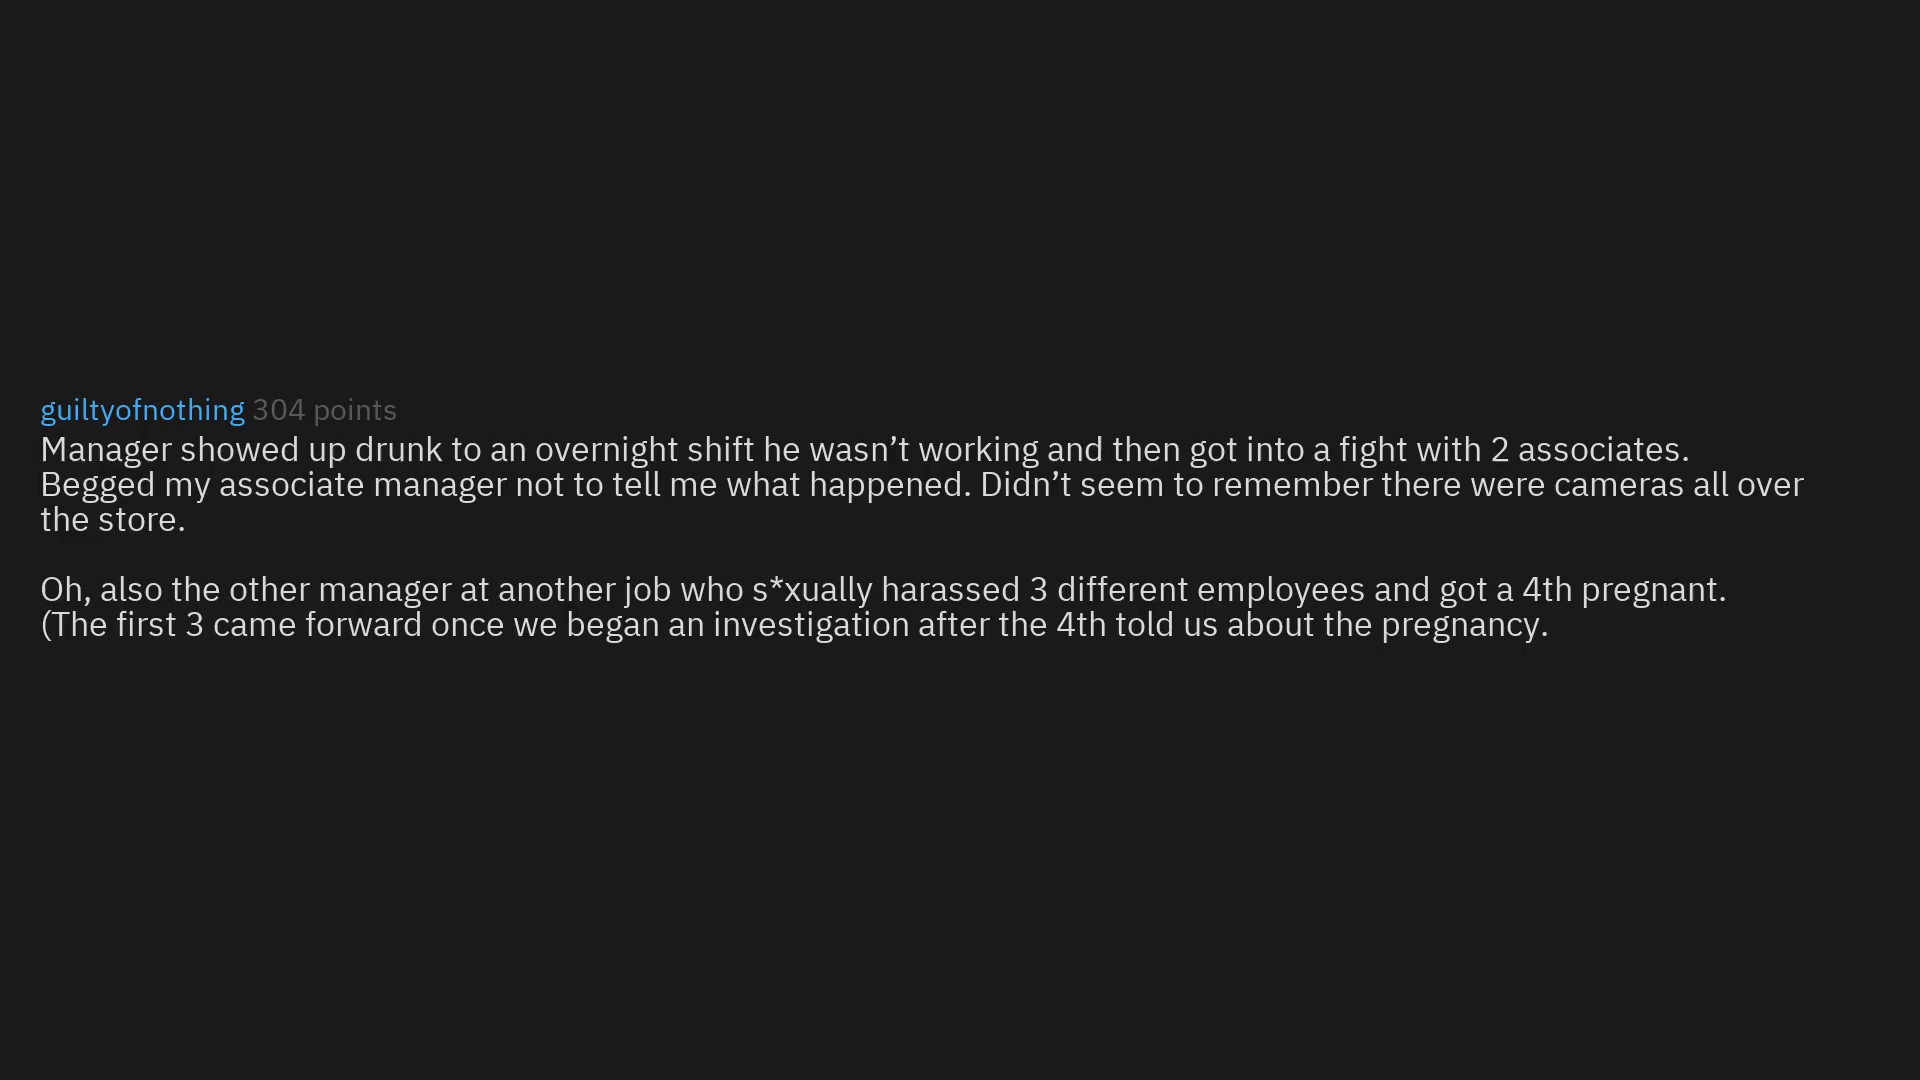 guiltyofnothing 304 points
Manager showed up drunk to an overnight shift he wasn’t working and then got into a fight with 2 associates.
Begged my associate manager not to tell me what happened. Didn’t seem to remember there were cameras all over
the store.
Oh, also the other manager at another job who s*xually harassed 3 different employees and got a 4th pregnant.
(The first 3 came forward once we began an investigation after the 4th told us about the pregnancy.